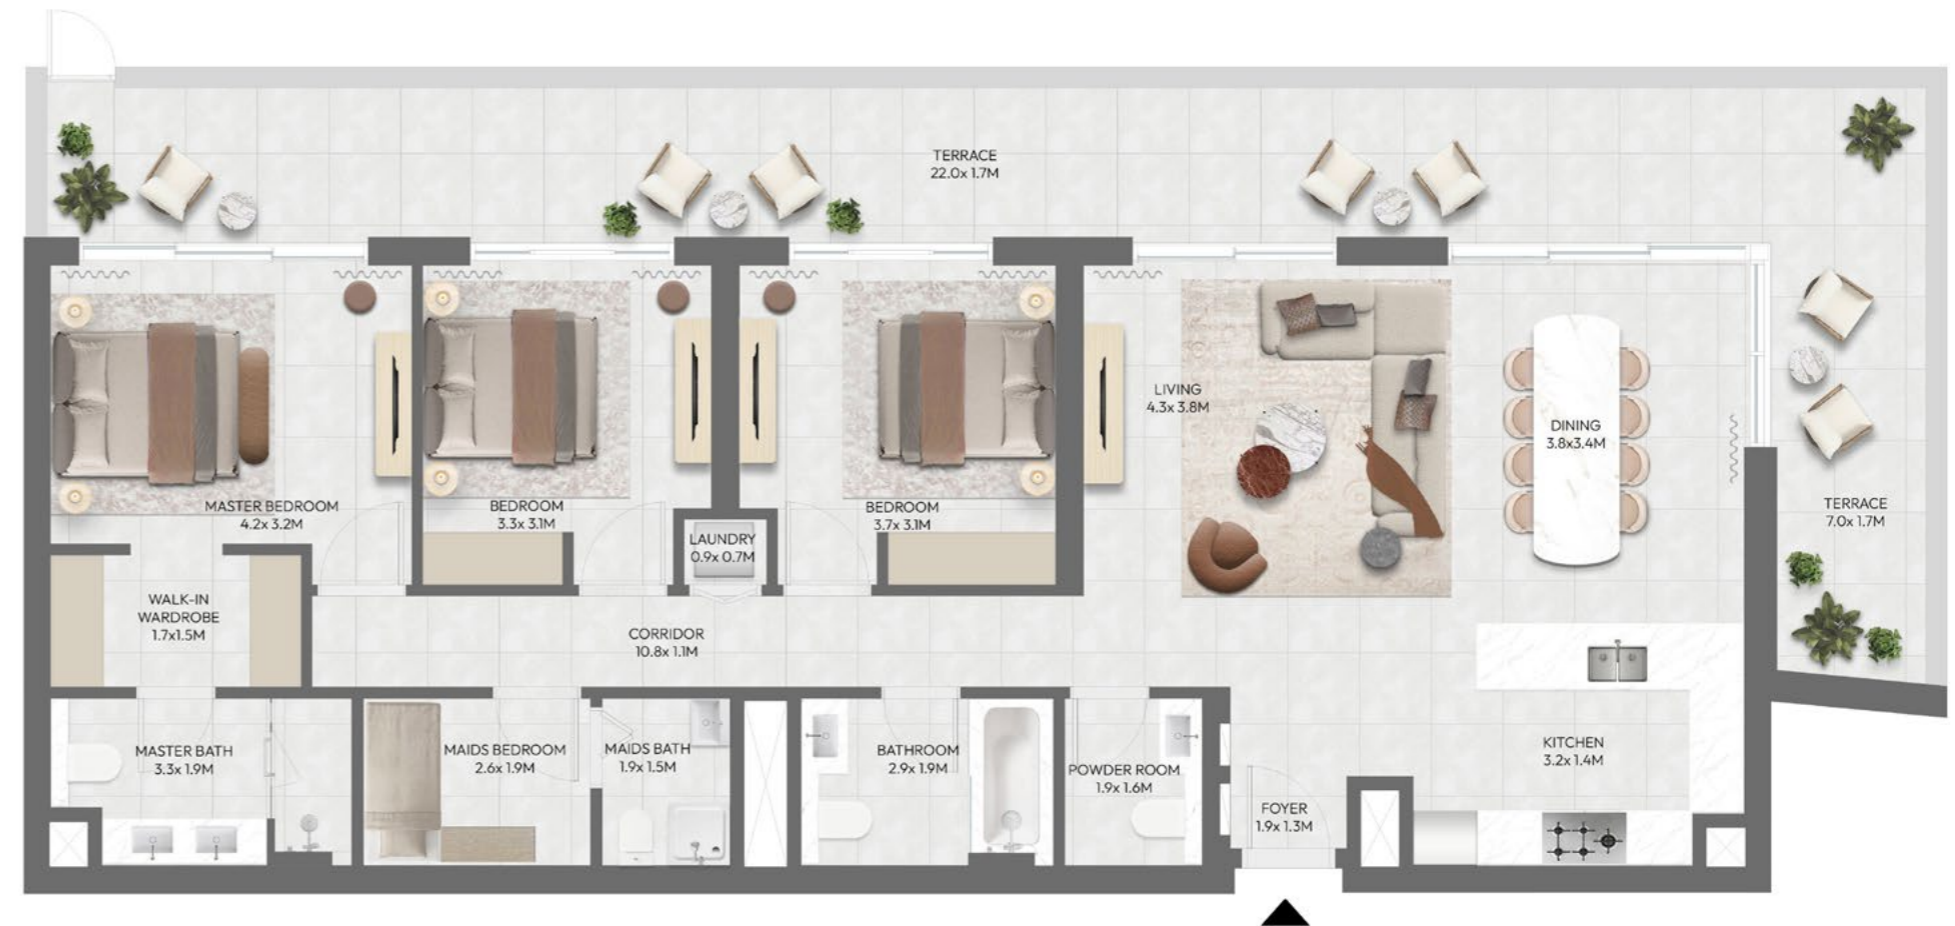 TERRACE
22.0x 1.7M
LIVING
4.3x 3.8M
DINING
3.8x3.4M
MASTER BEDROOM
4.2x 3.2M
BEDROOM
3.3x 3.1M
BEDROOM
3.7x 3.1M
TERRACE
7.0x 1.7M
LAUNDRY
0.9x 0.7M
WALK-IN
WARDROBE
1.7x1.5M
CORRIDOR
10.8x 1.1M
MASTER BATH
3.3x 1.9M
MAIDS BEDROOM
2.6x 1.9M
MAIDS BATH
1.9x 1.5M
BATHROOM
2.9x 1.9M
POWDER ROOM
1.9x 1.6M
KITCHEN
3.2x 1.4M
FOYER
1.9x 1.3M